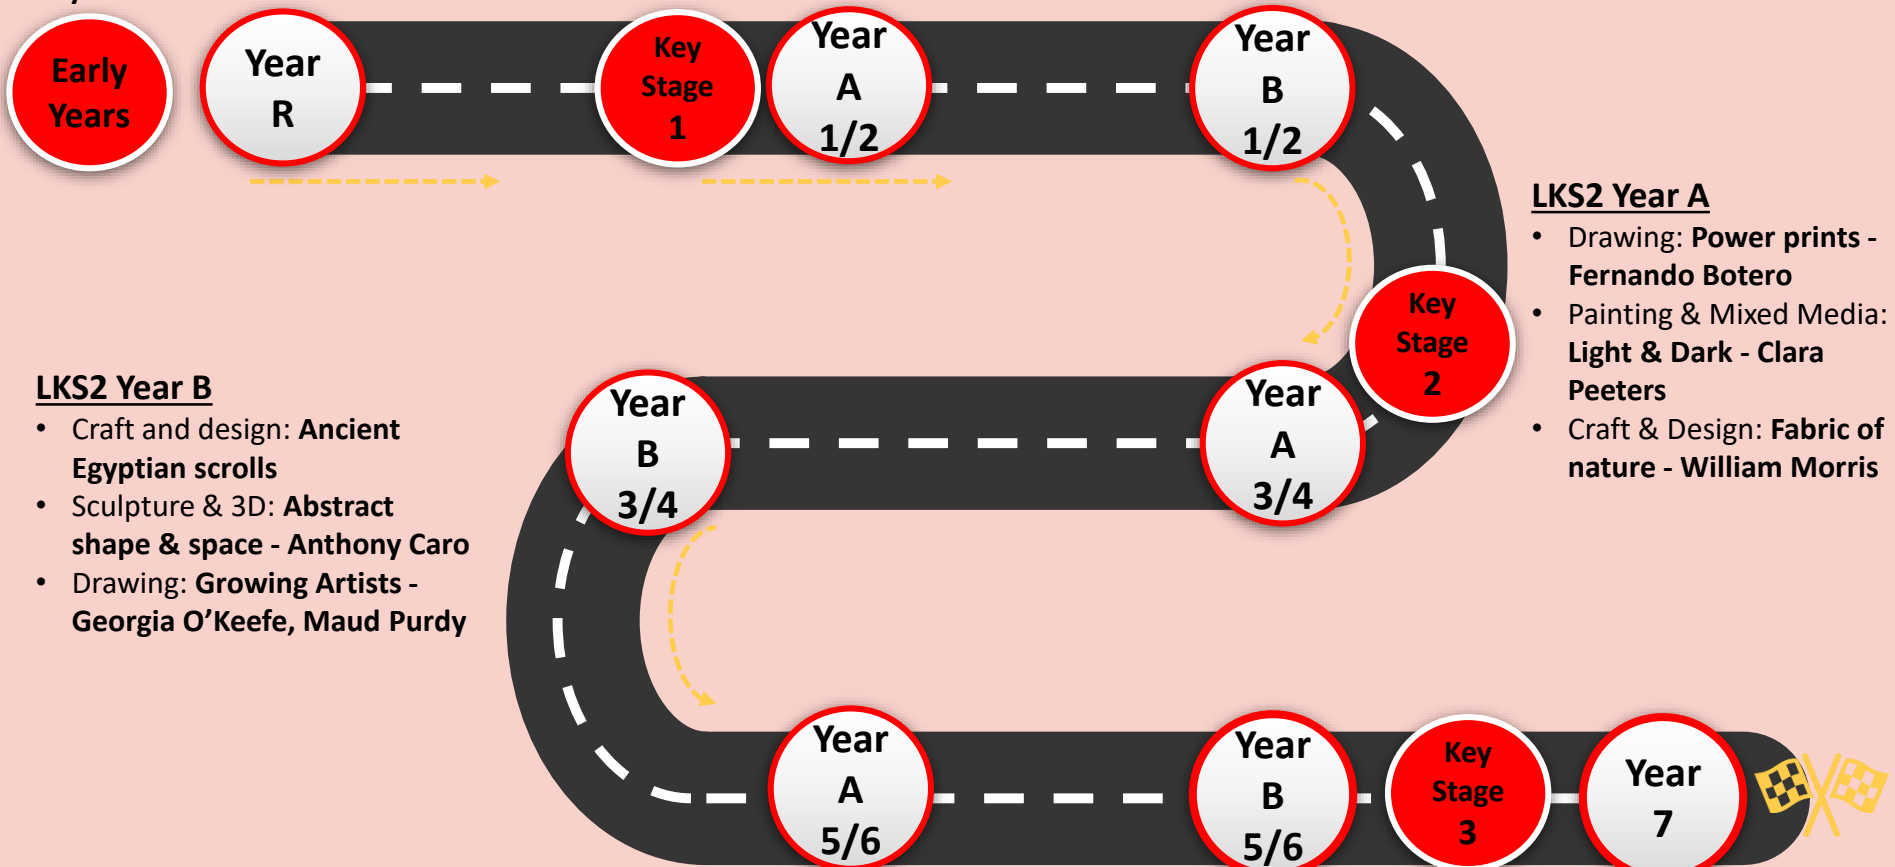 Early
Years
Year
R
Key
Stage
1
Year
A
1/2
Year
B
1/2
LKS2 Year A
• Drawing: Power prints -
Fernando Botero
• Painting & Mixed Media:
Light & Dark - Clara
Peeters
• Craft & Design: Fabric of
nature - William Morris
Key
Stage
2
Year
A
3/4
Year
B
3/4
LKS2 Year B
• Craft and design: Ancient
Egyptian scrolls
• Sculpture & 3D: Abstract
shape & space - Anthony Caro
• Drawing: Growing Artists -
Georgia O’Keefe, Maud Purdy
Year
A
5/6
Year
B
5/6
Key
Stage
3
Year
7